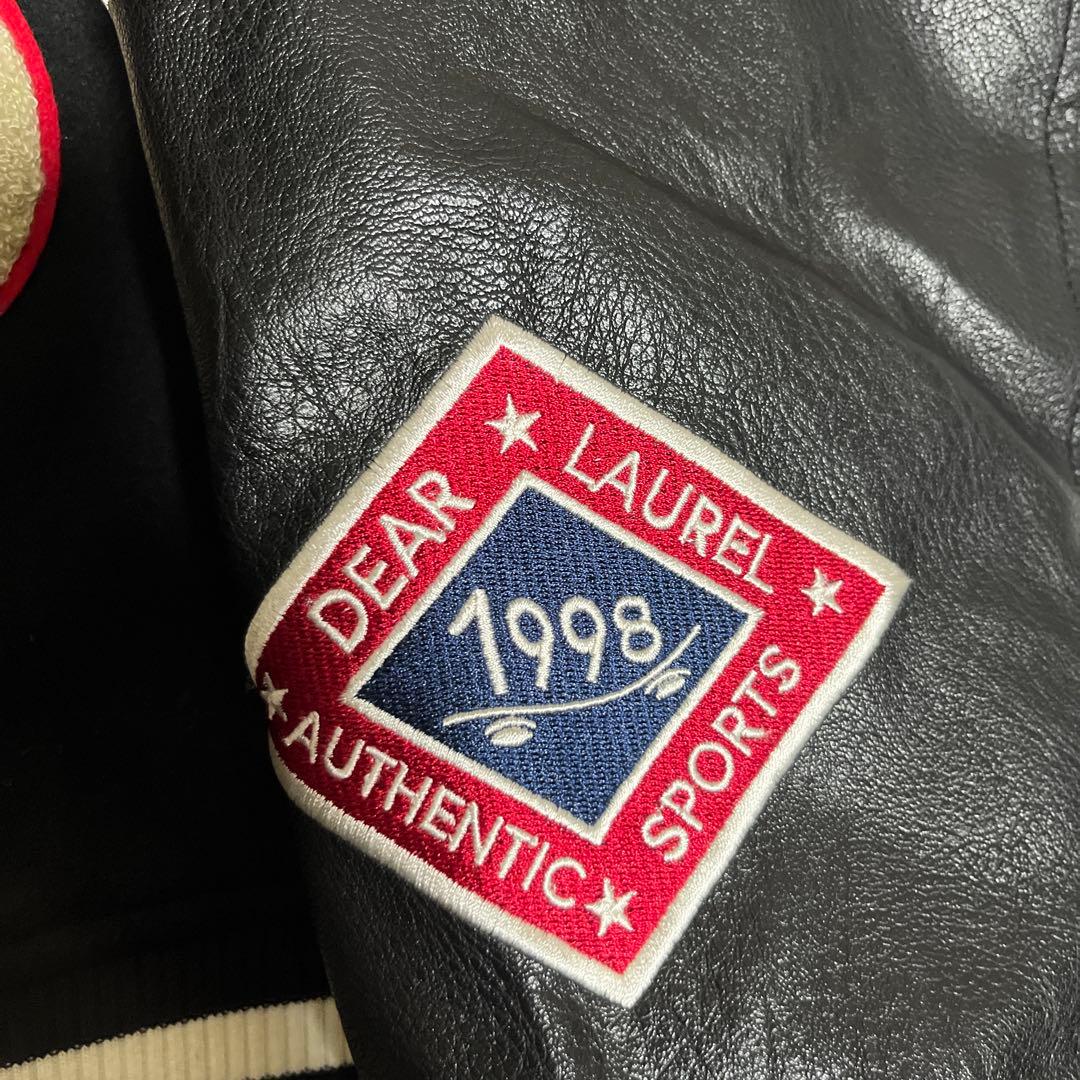 DEAR
LAUREL
SPORTS
AUTHENTIC
1998